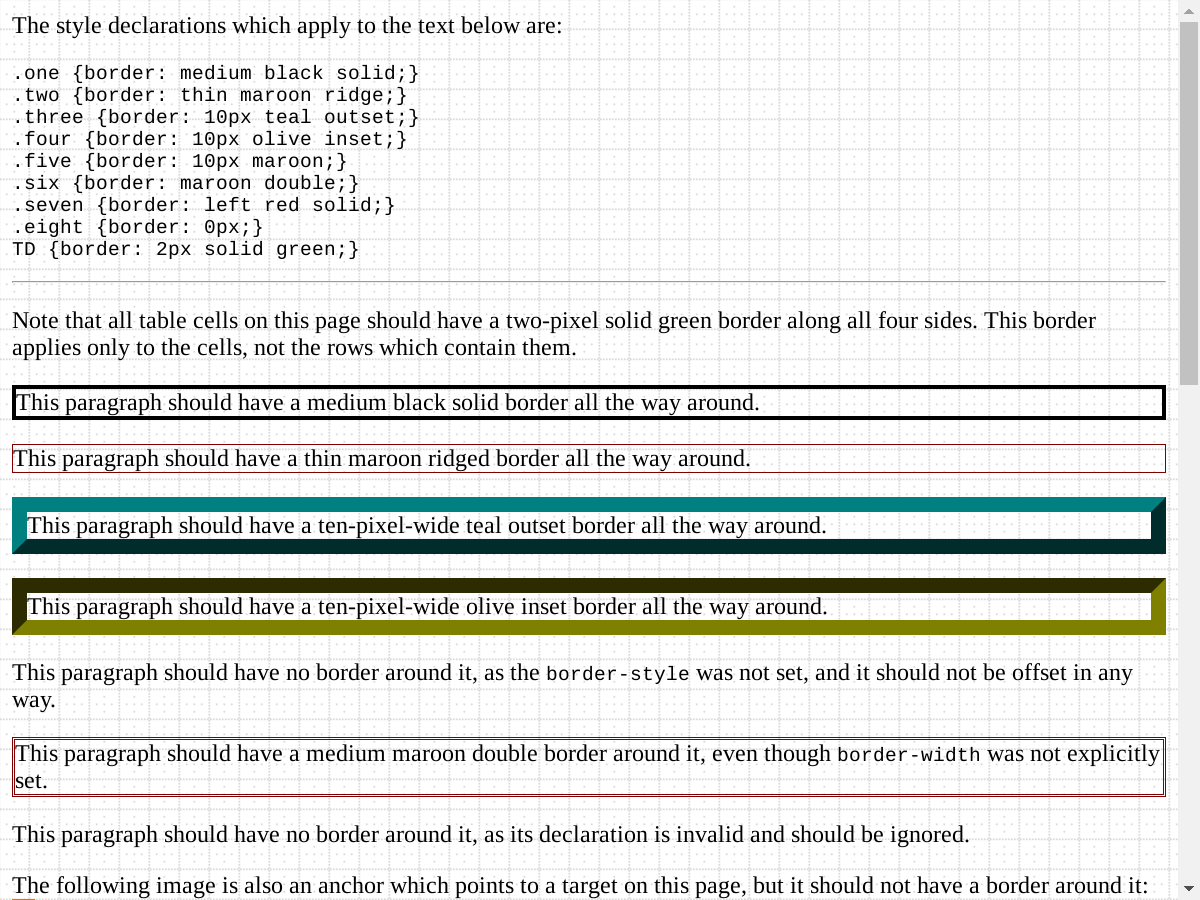 The style declarations which apply to the text below are:
.one {border: medium black solid;}
.two {border: thin maroon ridge;}
.three {border: 10px teal outset;}
.four {border: 10px olive inset;}
.five {border: 10px maroon;}
.six {border: maroon double;}
.seven {border: left red solid;}
.eight {border: 0px;}
TD {border: 2px solid green;}
Note that all table cells on this page should have a two-pixel solid green border along all four sides. This border
applies only to the cells, not the rows which contain them.
This paragraph should have a medium black solid border all the way around.
This paragraph should have a thin maroon ridged border all the way around.
This paragraph should have a ten-pixel-wide teal outset border all the way around.
This paragraph should have a ten-pixel-wide olive inset border all the way around.
This paragraph should have no border around it, as the border-style was not set, and it should not be offset in any
way.
This paragraph should have a medium maroon double border around it, even though border-width was not explicitly
set.
This paragraph should have no border around it, as its declaration is invalid and should be ignored.
The following image is also an anchor which points to a target on this page, but it should not have a border around it: